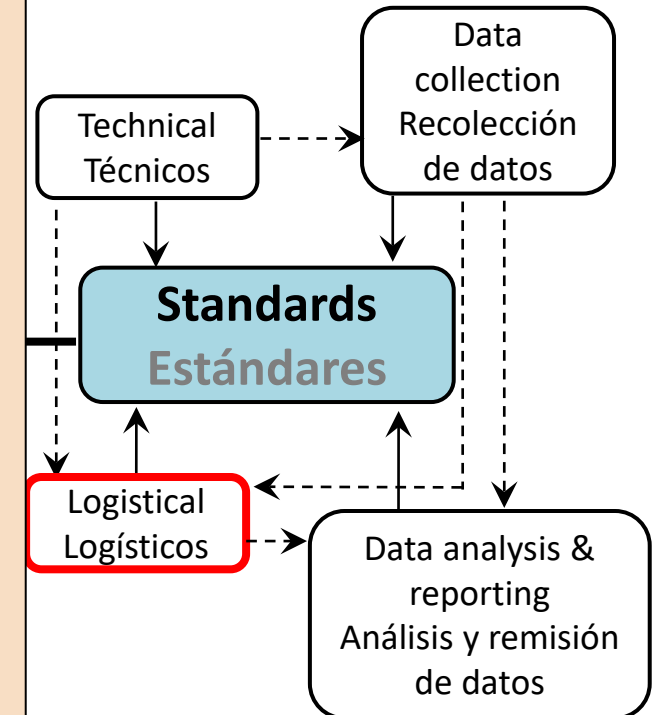 Data
collection
Recolección
de datos
Technical
Técnicos
Standards
Estándares
Logistical
Logísticos
Data analysis &
reporting
Análisis y remisión
de datos